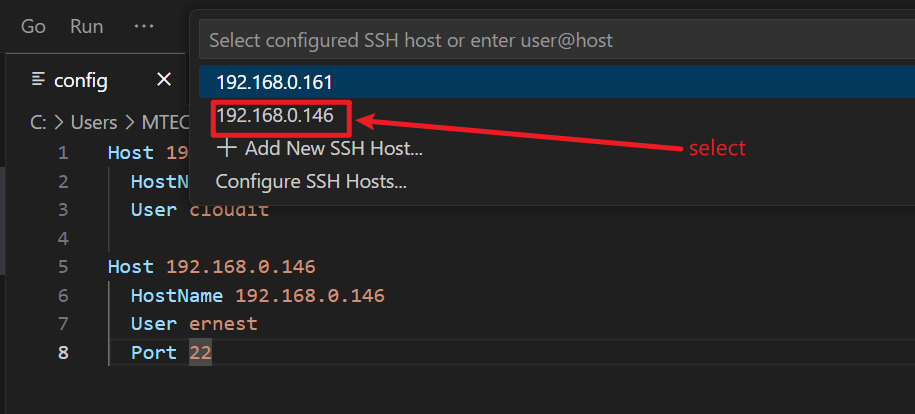 Go Run ···
Select configured SSH host or enter user@host
config
192.168.0.161
C: > Users > MTEC
192.168.0.146
select
+ Add New SSH Host...
Configure SSH Hosts...
1 Host
2
3 User cloudit
4
5 Host 192.168.0.146
6 HostName 192.168.0.146
7 User ernest
8 Port 22